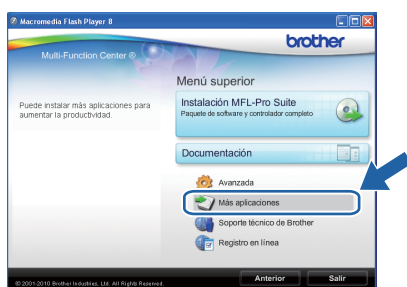 Macromedia Flash Player 8
brother
Multi-Function Center ®
Menú superior
Puede instalar más aplicaciones para
aumentar la productividad.
Instalación MFL-Pro Suite
Paquete de software y controlador completo
Documentación
Avanzada
Más aplicaciones
Soporte técnico de Brother
Registro en línea
© 2001-2010 Brother Industries, Ltd. All Rights Reserved.
Anterior
Salir